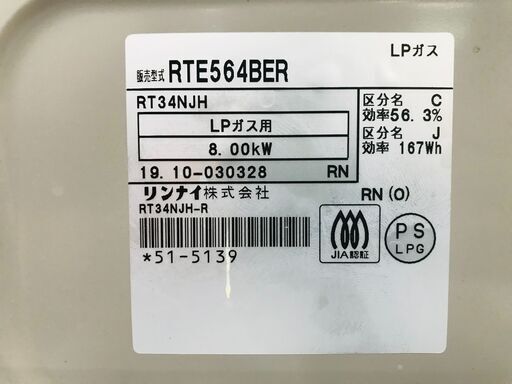 LPガス
販売型式 RTE564BER
RT34NJH
LPガス用
8.00kW
区分名 C
効率56.3%
区分名 J
効率 167Wh
19.10-030328 RN
リンナイ株式会社
RN(O)
RT34NJH-R
*51-5139
JIA認証
PS
LPG